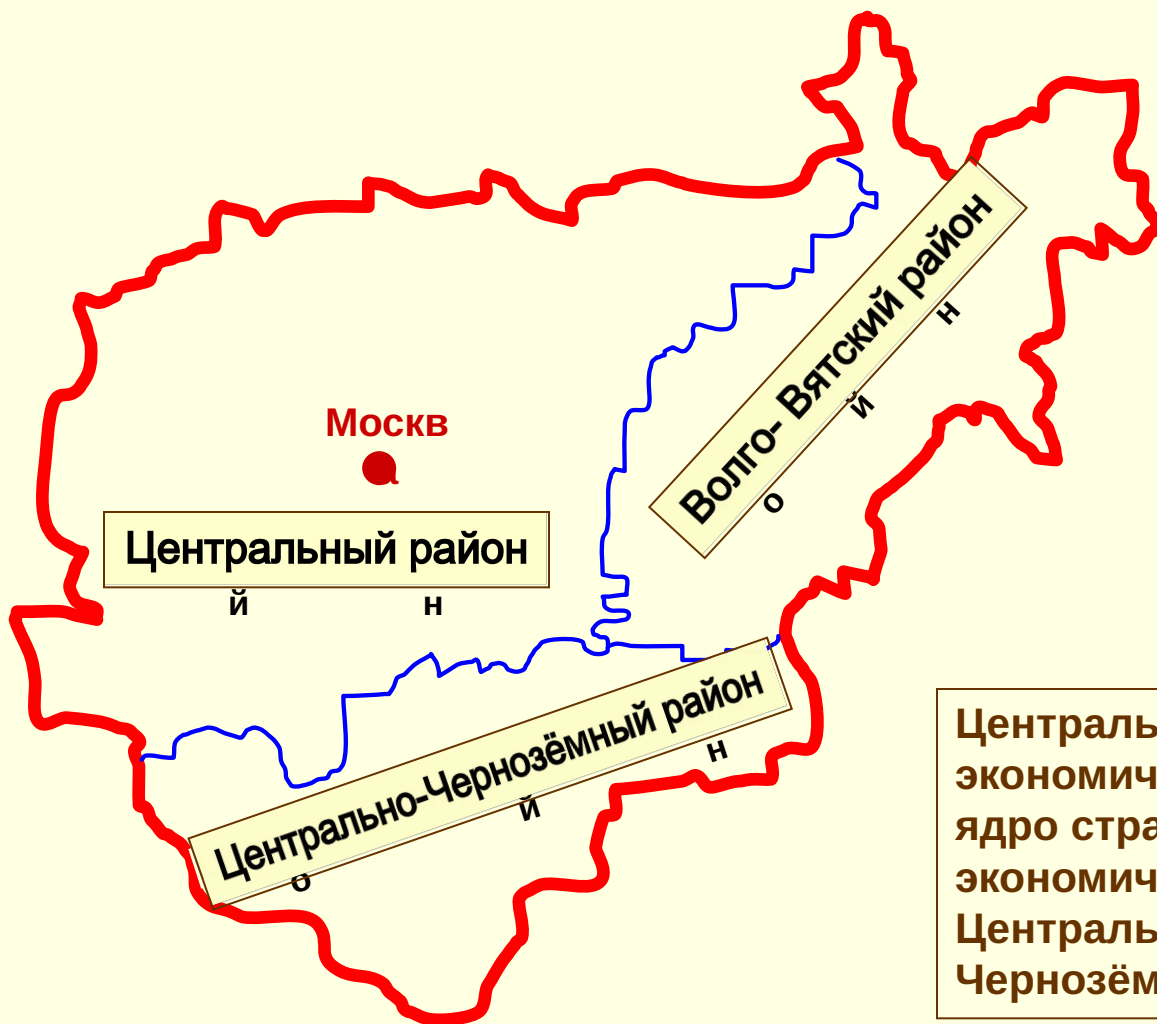 Волго- Вятский район
н
й
о
Москв
а
Центральный район
й н
Центрально-Чернозёмный район
н
й
о
Централь
экономич
ядро стра
экономич
Централь
Чернозём